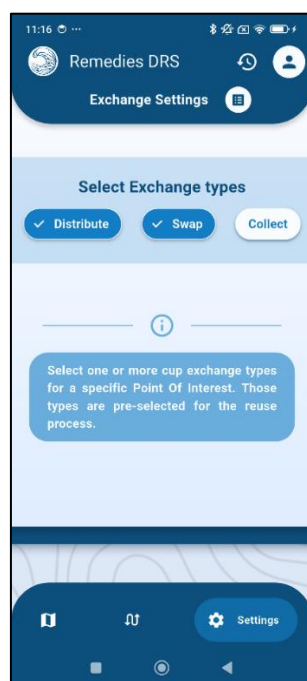 11:16 ...
Remedies DRS
Exchange Settings
Select Exchange types
Distribute Swap Collect
Select one or more cup exchange types
for a specific Point Of Interest. Those
types are pre-selected for the reuse
process.
Settings